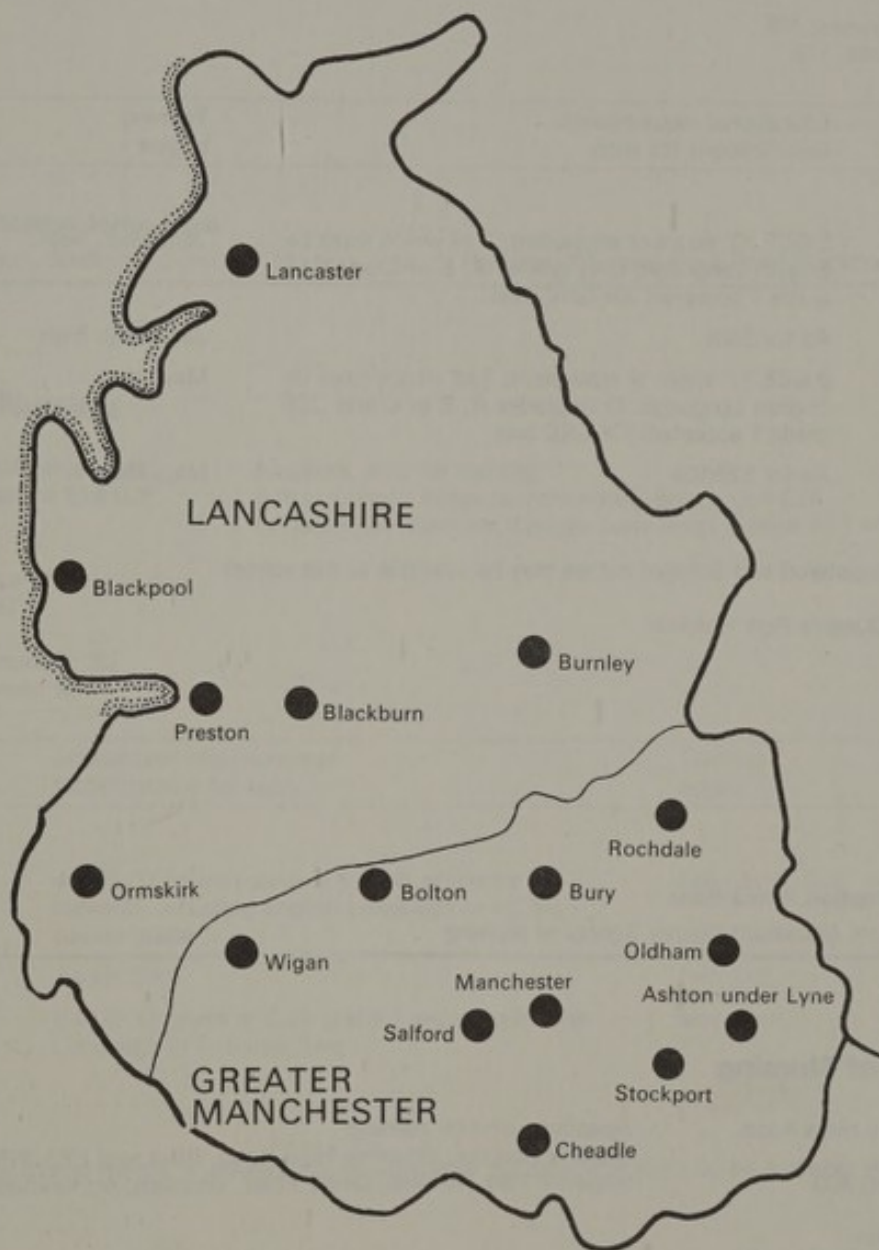 Lancaster
LANCASHIRE
Blackpool
Burnley
Preston
Blackburn
Rochdale
Ormskirk
Bolton
Bury
Wigan
Oldham
Manchester
Ashton under Lyne
Salford
Stockport
GREATER
MANCHESTER
Cheadle